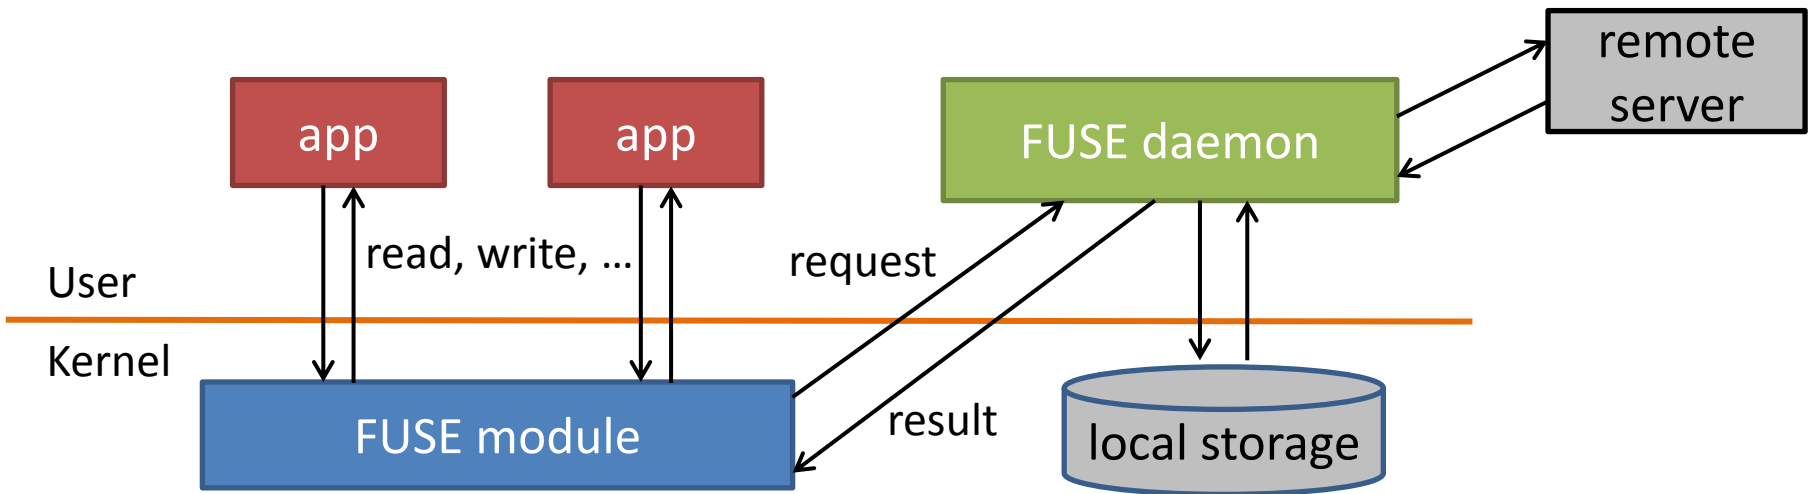 remote
server
app
app
FUSE daemon
read, write, …
request
User
Kernel
result
FUSE module
local storage